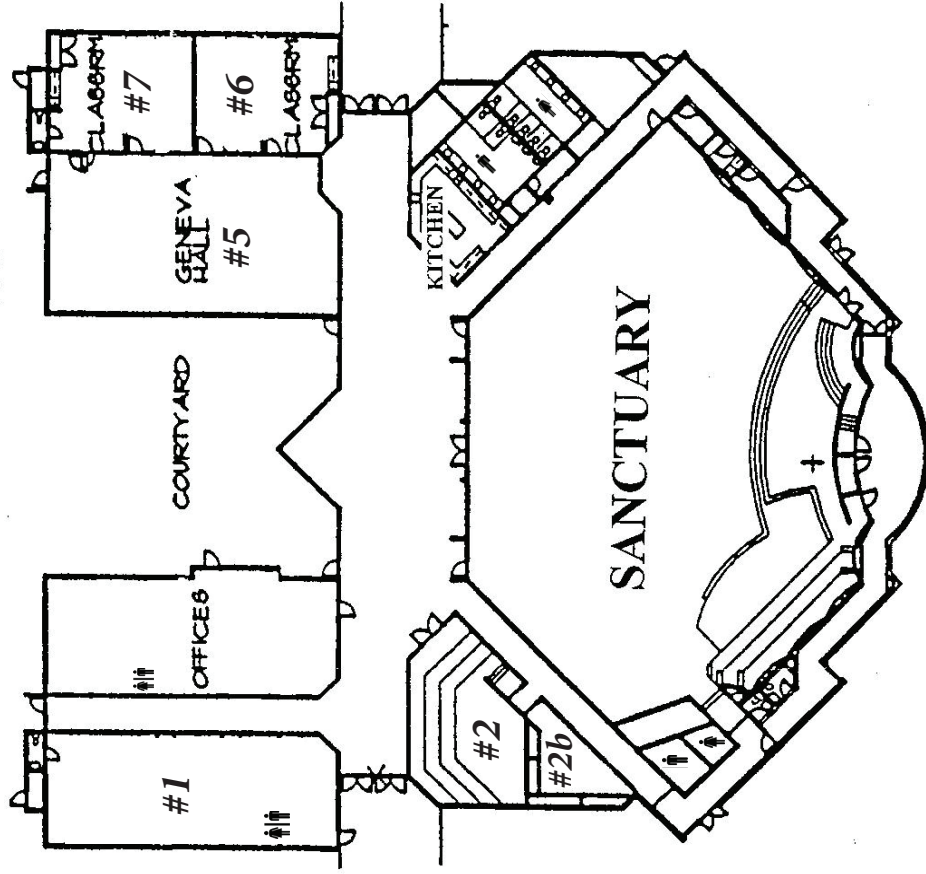 CLASSRM
#7
#6
CLASSRM
GENEVA
HALL
#5
COURTYARD
OFFICES
#1
KITCHEN
#2
#2b
SANCTUARY